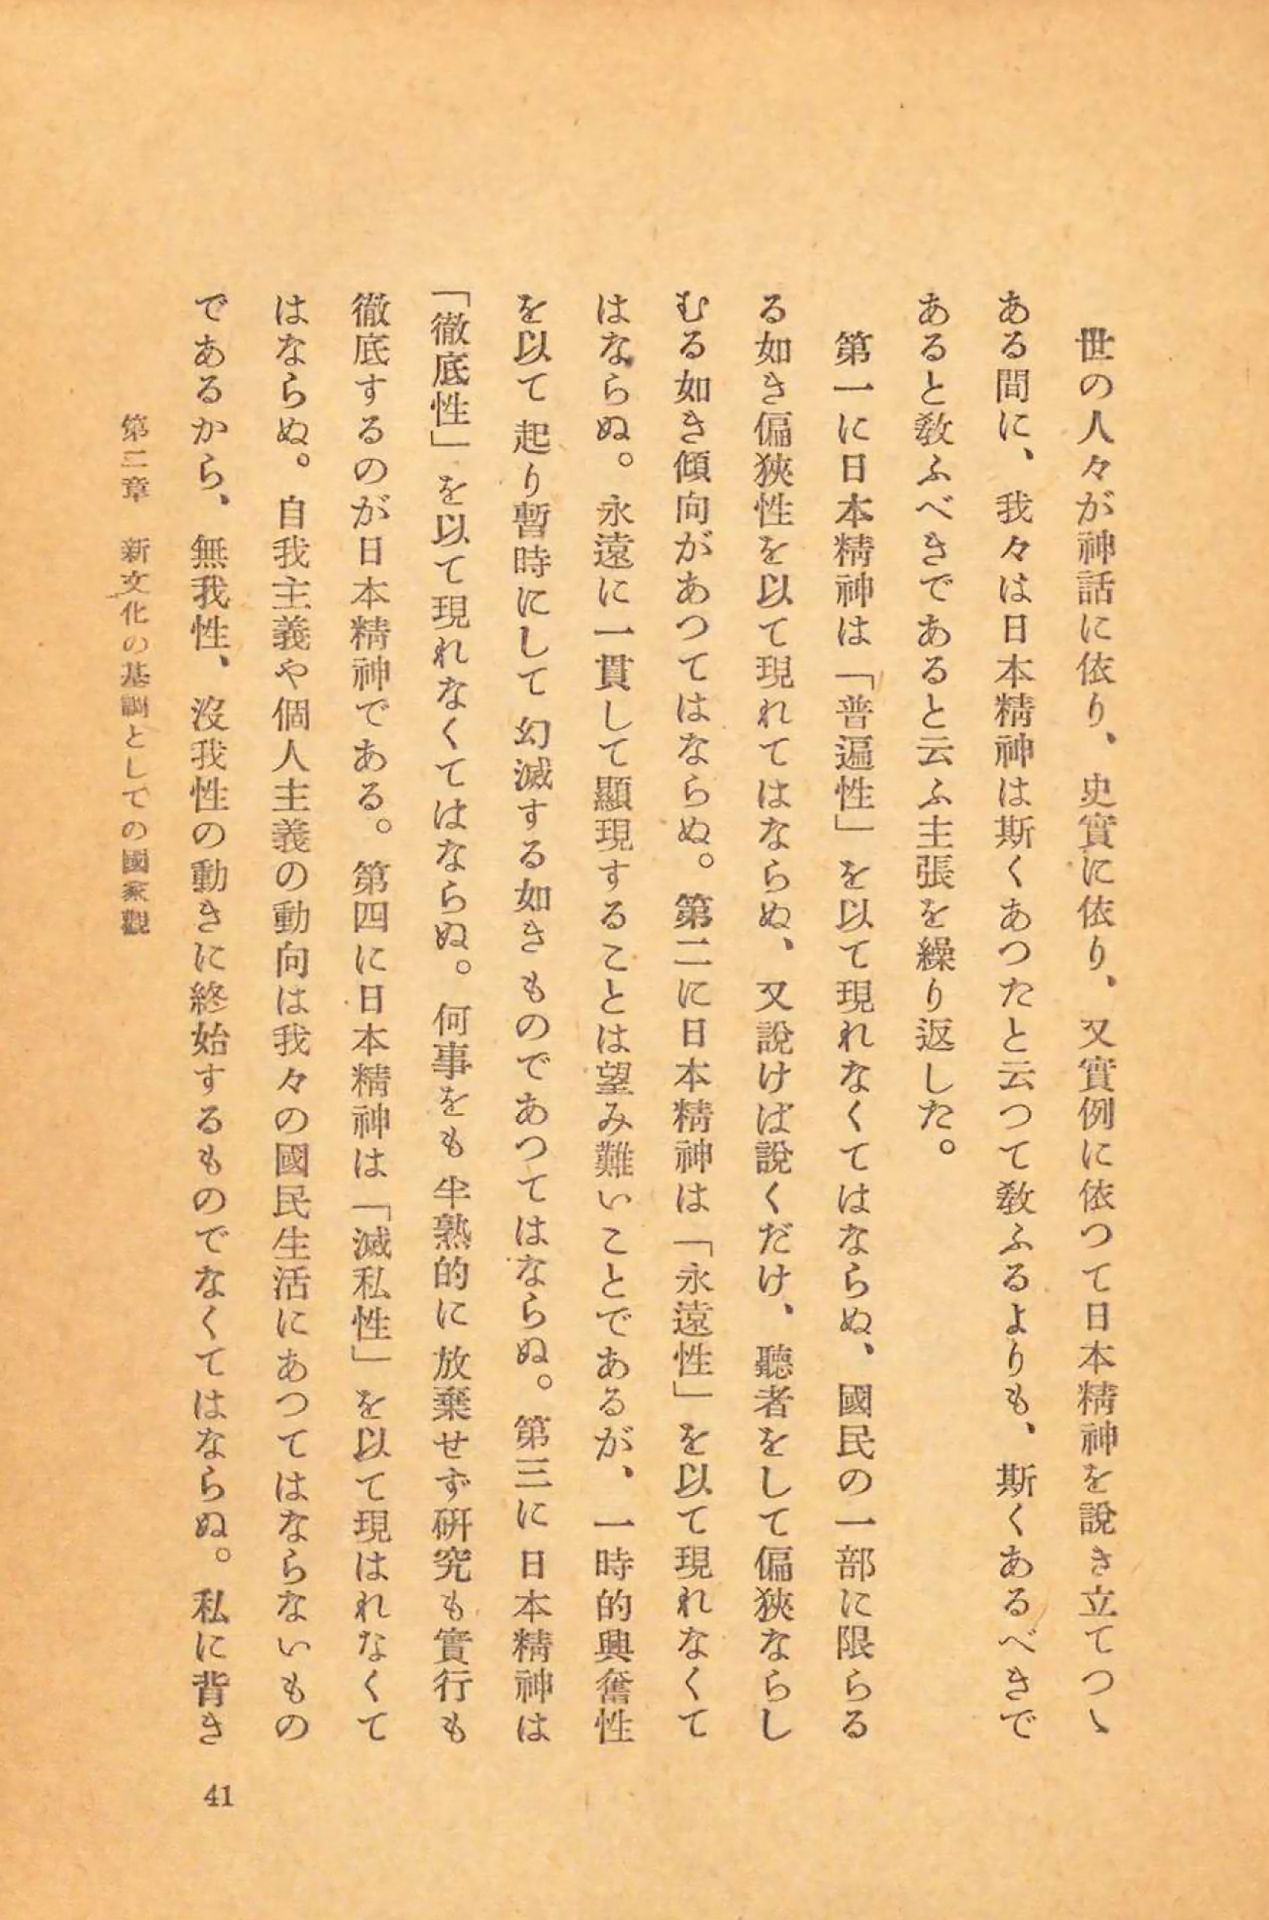 世の人々が神話に依り、史實に依り、又實例に依つて日本精神を說き立てつゝ
ある間に、我々は日本精神は斯くあつたと云つて敎ふるよりも、斯くあるべきで
あると敎ふべきであると云ふ主張を繰り返した。
第一に日本精神は「普遍性」を以て現れなくてはならぬ、國民の一部に限らる
る如き偏狹性を以て現れてはならぬ、又說けば說くだけ、聽者をして偏狹ならし
むる如き傾向があつてはならぬ。第二に日本精神は「永遠性」を以て現れなくて
はならぬ。永遠に一貫して顯現することは望み難いことであるが、一時的興奮性
を以て起り暫時にして幻滅する如きものであつてはならぬ。第三に日本精神は
「徹底性」を以て現れなくてはならぬ。何事をも半熟的に放棄せず硏究も實行も
徹底するのが日本精神である。第四に日本精神は「滅私性」を以て現はれなくて
はならぬ。自我主義や個人主義の動向は我々の國民生活にあつてはならないもの
であるから、無我性、沒我性の動きに終始するものでなくてはならぬ。私に背き
第二章　新文化の基調としての國家觀
41